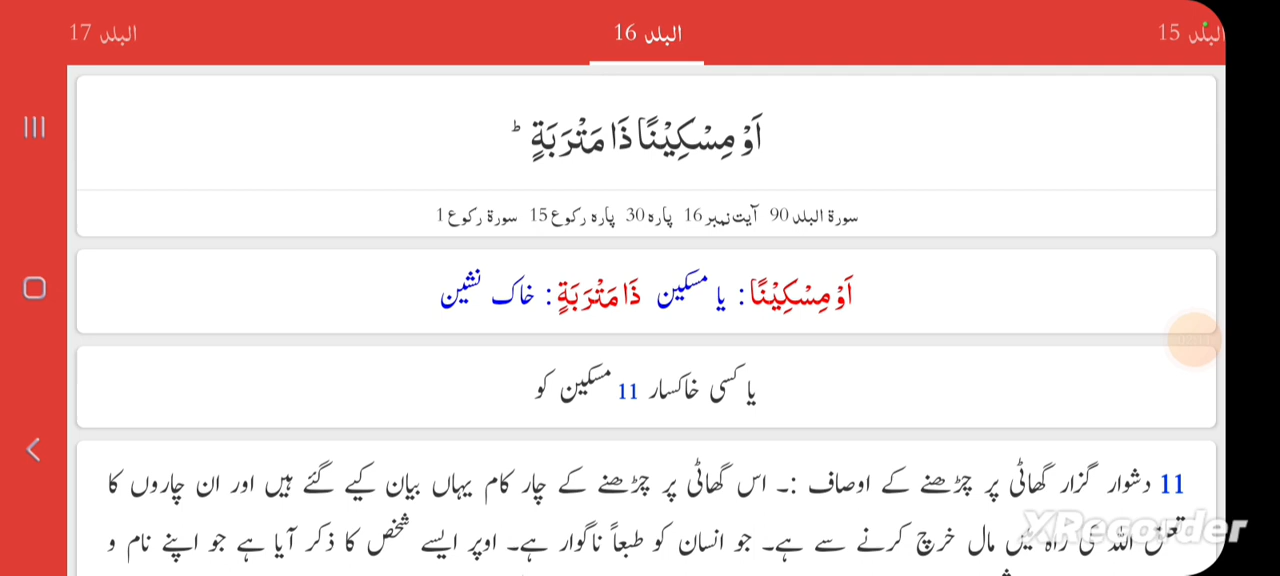 البلد 15
البلد 16
البلد 17
اَوْ مِسْكِيْنًا ذَا مَتْرَبَةٍ ؕ
سورۃ البلد 90 آیت نمبر 16 پارہ 30 پارہ رکوع 15 سورۃ رکوع 1
اَوْ مِسْكِيْنًا : یا مسکین ذَا مَتْرَبَةٍ : خاک نشین
یا کسی خاکسار 11 مسکین کو
11 دشوار گزار گھاٹی پر چڑھنے کے اوصاف :۔ اس گھاٹی پر چڑھنے کے چار کام یہاں بیان کیے گئے ہیں اور ان چاروں کا
تعلق اللہ کی راہ میں مال خرچ کرنے سے ہے۔ جو انسان کو طبعاً ناگوار ہے۔ اوپر ایسے شخص کا ذکر آیا ہے جو اپنے نام و
XRecorder